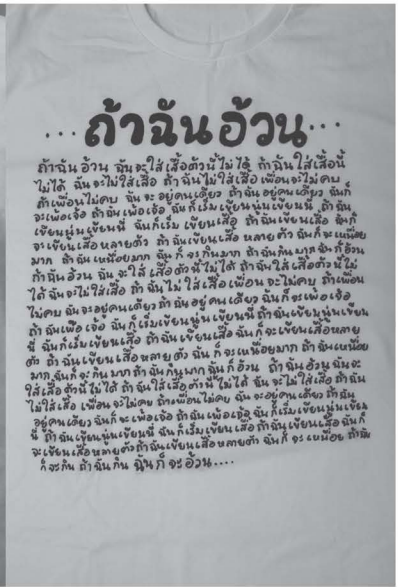 ...ถ้าฉันอ้วน...
ถ้าฉันอ้วน ฉันจะใส่เสื้อตัวนี้ไม่ได้ ถ้าฉันใส่เสื้อนี้
ไม่ได้ ฉันจะไม่ใส่เสื้อ ถ้าฉันไม่ใส่เสื้อ เพื่อนจะไม่คบ
ถ้าเพื่อนไม่คบ ฉันจะอยู่คนเดียว ถ้าฉันอยู่คนเดียว ฉันก็
จะเพ้อเจ้อ ถ้าฉันเพ้อเจ้อ ฉันก็เริ่มเขียนนู่นเขียนนี่ ถ้าฉัน
เขียนนู่นเขียนนี่ ฉันก็เริ่ม เขียนเสื้อ ถ้าฉันเขียนเสื้อ ฉันก็
จะเขียนเสื้อหลายตัว ถ้าฉันเขียนเสื้อ หลายตัว ฉันก็จะเหนื่อย
มาก ถ้าฉัน เหนื่อยมาก ฉันก็ จะกินมาก ถ้าฉันกินมาก ฉันก็อ้วน
ถ้าฉันอ้วน ฉันจะใส่ เสื้อตัวนี้ไม่ได้ ถ้าฉันใส่เสื้อตัวนี้ไม่
ได้ ฉันจะไม่ใส่เสื้อ ถ้าฉันไม่ ใส่เสื้อเพื่อน จะไม่คบ ถ้าเพื่อน
ไม่คบ ฉันจะอยู่คนเดียว ถ้าฉันอยู่ คนเดียว ฉันก็จะเพ้อเจ้อ
ถ้าฉันเพ้อ เจ้อ ฉันก็เริ่มเขียนนู่นเขียนนี่ ถ้าฉันเขียนนู่นเขียน
นี่ ฉันก็เริ่มเขียนเสื้อ ถ้าฉันเขียนเสื้อ ฉันก็จะเขียนเสื้อหลาย
ตัว ถ้าฉันเขียนเสื้อหลายตัว ฉันก็จะเหนื่อยมาก ถ้าฉันเหนื่อย
มาก ฉันก็จะกินมาก ถ้าฉันกินมาก ฉันก็อ้วน ถ้าฉันอ้วน ฉันจะ
ใส่เสื้อตัวนี้ไม่ได้ ถ้าฉันใส่เสื้อตัวนี้ไม่ได้ ฉันจะไม่ใส่เสื้อ ถ้าฉัน
ไม่ใส่เสื้อ เพื่อนจะไม่คบ ถ้าเพื่อนไม่คบ ฉันจะอยู่คนเดียว ถ้าฉัน
อยู่คนเดียว ฉันก็จะเพ้อเจ้อ ถ้าฉันเพ้อเจ้อ ฉันก็เริ่มเขียนนู่นเขียน
นี่ ถ้าฉันเขียนนู่นเขียนนี่ ฉันก็เริ่มเขียนเสื้อ ถ้าฉันเขียนเสื้อ ฉันก็
จะเขียนเสื้อหลายตัว ถ้าฉันเขียนเสื้อหลายตัว ฉันก็ จะเหนื่อย ถ้าฉัน
ก็จะกิน ถ้าฉันกิน ฉันก็จะอ้วน....